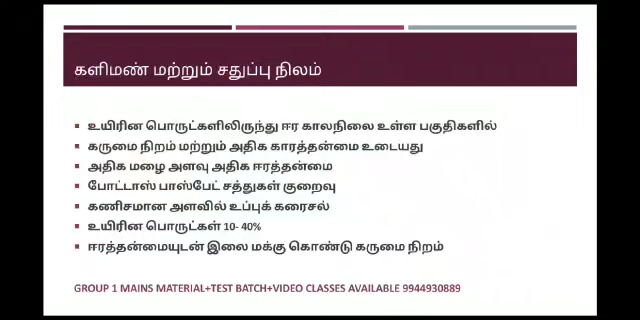 களிமண் மற்றும் சதுப்பு நிலம்
உயிரின பொருட்களிலிருந்து ஈர காலநிலை உள்ள பகுதிகளில்
கருமை நிறம் மற்றும் அதிக காரத்தன்மை உடையது
அதிக மழை அளவு அதிக ஈரத்தன்மை
போட்டாஸ் பாஸ்பேட் சத்துகள் குறைவு
கணிசமான அளவில் உப்புக் கரைசல்
உயிரின பொருட்கள் 10- 40%
ஈரத்தன்மையுடன் இலை மக்கு கொண்டு கருமை நிறம்
GROUP 1 MAINS MATERIAL+TEST BATCH+VIDEO CLASSES AVAILABLE 9944930889